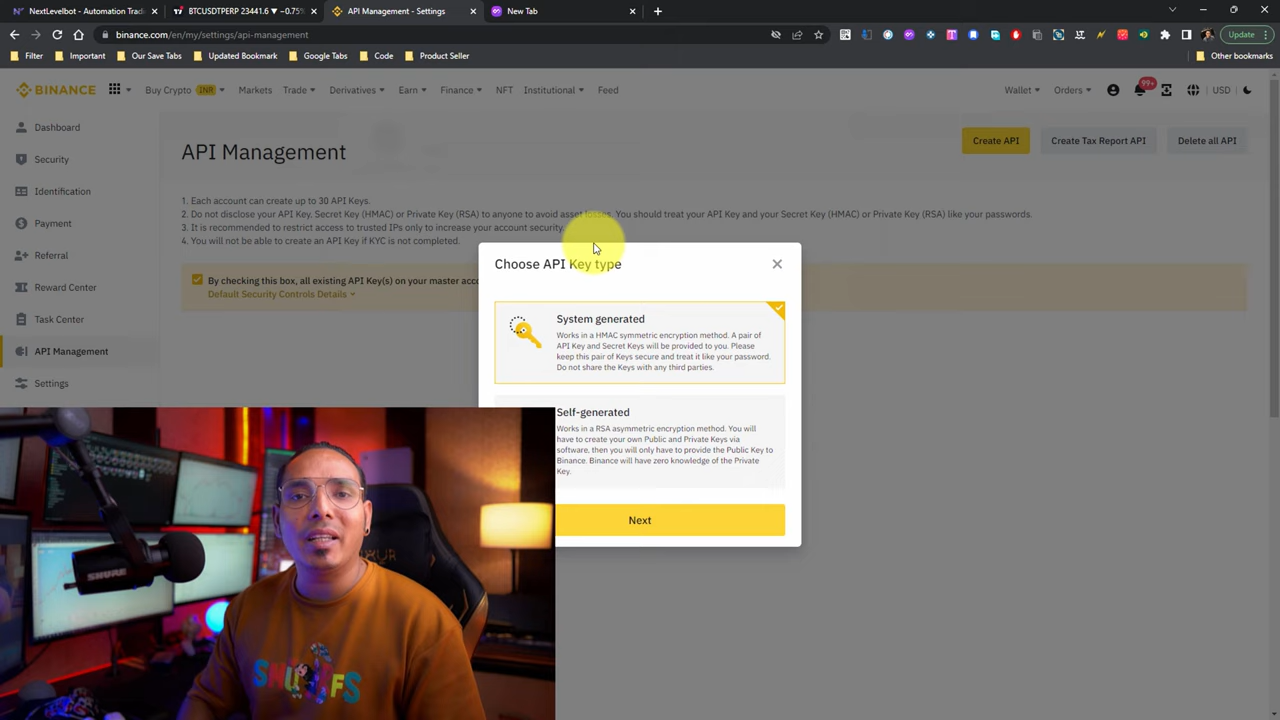 NextLevelbot - Automation Trade
BTCUSDTPERP 23441.6 ▼ −0.75%
API Management - Settings
New Tab
binance.com/en/my/settings/api-management
Update
Filter
Important
Our Save Tabs
Updated Bookmark
Google Tabs
Code
Product Seller
Other bookmarks
BINANCE
Buy Crypto INR
Markets
Trade
Derivatives
Earn
Finance
NFT
Institutional
Feed
Wallet
Orders
99+
USD
Dashboard
Security
Identification
Payment
Referral
Reward Center
Task Center
API Management
Settings
API Management
Create API
Create Tax Report API
Delete all API
1. Each account can create up to 30 API Keys.
2. Do not disclose your API Key, Secret Key (HMAC) or Private Key (RSA) to anyone to avoid asset losses. You should treat your API Key and your Secret Key (HMAC) or Private Key (RSA) like your passwords.
3. It is recommended to restrict access to trusted IPs only to increase your account security.
4. You will not be able to create an API Key if KYC is not completed.
By checking this box, all existing API Key(s) on your master acco
Default Security Controls Details
Choose API Key type
System generated
Works in a HMAC symmetric encryption method. A pair of
API Key and Secret Keys will be provided to you. Please
keep this pair of Keys secure and treat it like your password.
Do not share the Keys with any third parties.
Self-generated
Works in a RSA asymmetric encryption method. You will
have to create your own Public and Private Keys via
software, then you will only have to provide the Public Key to
Binance. Binance will have zero knowledge of the Private
Key.
Next
SHURE